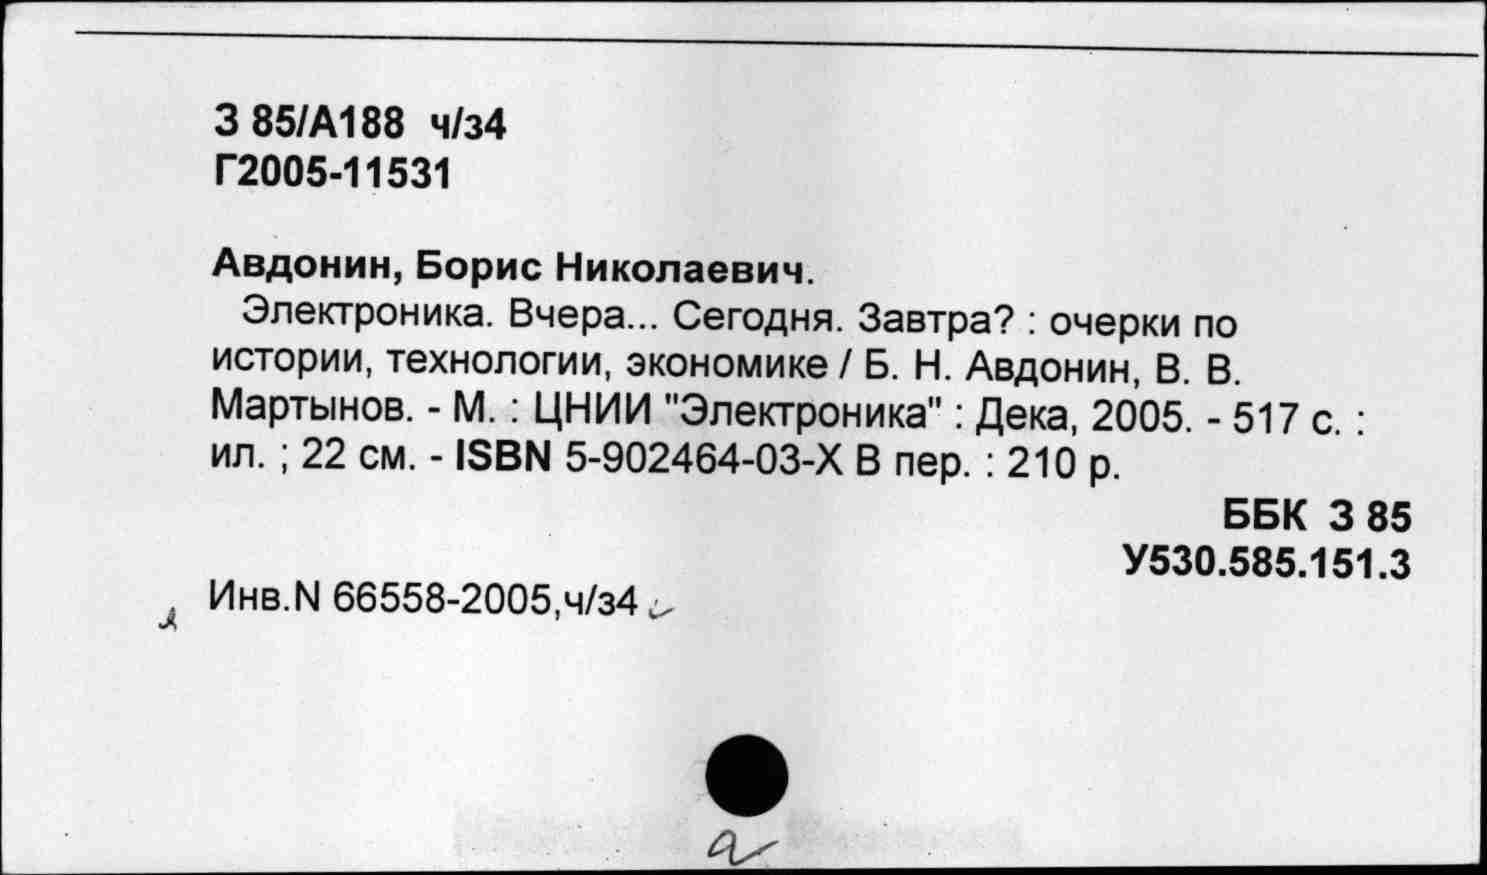 З 85/А188 ч/з4
Г2005-11531
Авдонин, Борис Николаевич.
Электроника. Вчера... Сегодня. Завтра? : очерки по
истории, технологии, экономике / Б. Н. Авдонин, В. В.
Мартынов. - М. : ЦНИИ "Электроника" : Дека, 2005. - 517 с. :
ил. ; 22 см. - ISBN 5-902464-03-X В пер. : 210 р.
ББК З 85
У530.585.151.3
Инв.N 66558-2005,ч/з4